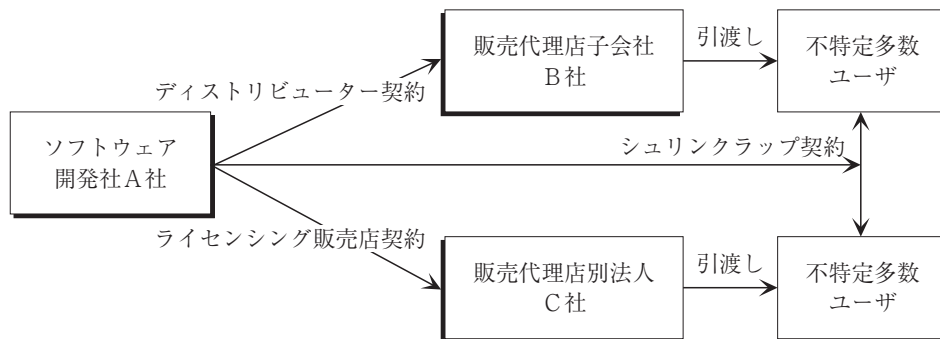 販売代理店子会社
B社
引渡し
不特定多数
ユーザ
ディストリビューター契約
ソフトウェア
開発社A社
シュリンクラップ契約
ライセンシング販売店契約
販売代理店別法人
C社
引渡し
不特定多数
ユーザ